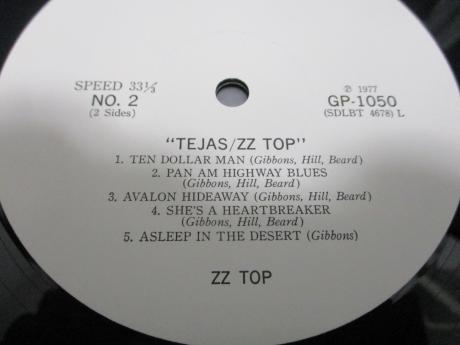 SPEED 33⅓
NO. 2
(2 Sides)
℗ 1977
GP-1050
(SDLBT 4678) L
"TEJAS/ZZ TOP"
1. TEN DOLLAR MAN (Gibbons, Hill, Beard)
2. PAN AM HIGHWAY BLUES
(Gibbons, Hill, Beard)
3. AVALON HIDEAWAY (Gibbons, Hill, Beard)
4. SHE'S A HEARTBREAKER
(Gibbons, Hill, Beard)
5. ASLEEP IN THE DESERT (Gibbons)
ZZ TOP